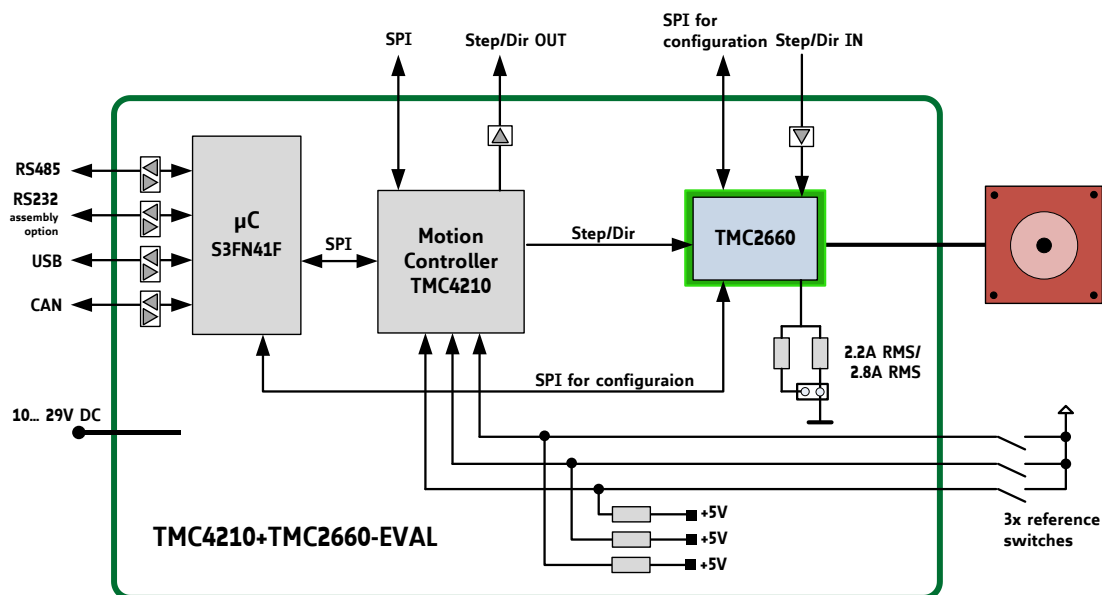 SPI
Step/Dir OUT
SPI for
configuration
Step/Dir IN
RS485
RS232
assembly
option
USB
CAN
µC
S3FN41F
SPI
Motion
Controller
TMC4210
Step/Dir
TMC2660
2.2A RMS/
2.8A RMS
SPI for configuraion
10... 29V DC
+5V
+5V
+5V
3x reference
switches
TMC4210+TMC2660-EVAL